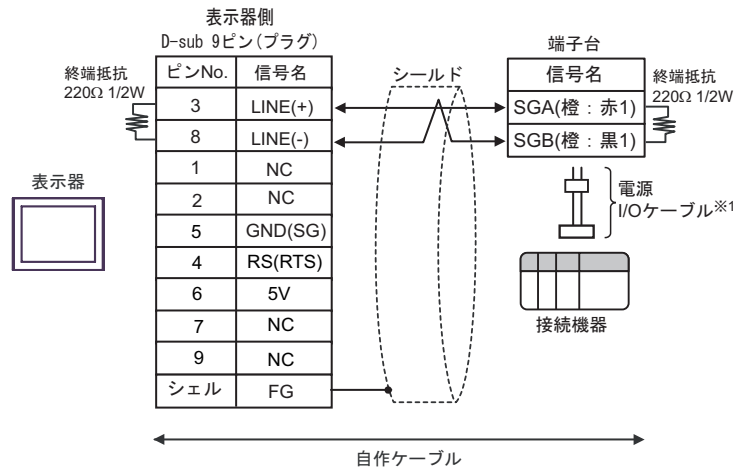 表示器側
D-sub 9ピン(プラグ)
終端抵抗
220Ω 1/2W
ピンNo. 信号名
3 LINE(+)
8 LINE(-)
1 NC
2 NC
5 GND(SG)
4 RS(RTS)
6 5V
7 NC
9 NC
シェル FG
シールド
端子台
信号名
SGA(橙：赤1)
SGB(橙：黒1)
終端抵抗
220Ω 1/2W
表示器
電源
I/Oケーブル※1
接続機器
自作ケーブル